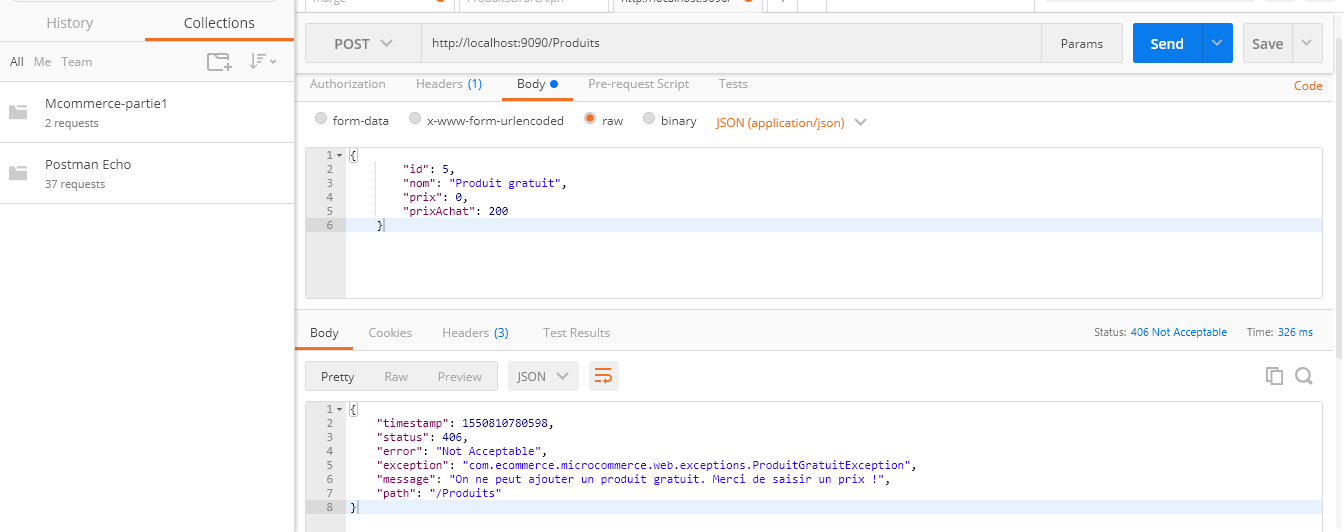 http://localhost:9090/
History
Collections
All Me Team
Mcommerce-partie1
2 requests
Postman Echo
37 requests
POST
http://localhost:9090/Produits
Params
Send
Save
Authorization
Headers (1)
Body
Pre-request Script
Tests
Code
form-data
x-www-form-urlencoded
raw
binary
JSON (application/json)
1 {
2 "id": 5,
3 "nom": "Produit gratuit",
4 "prix": 0,
5 "prixAchat": 200
6 }
Body
Cookies
Headers (3)
Test Results
Status: 406 Not Acceptable
Time: 326 ms
Pretty
Raw
Preview
JSON
1 {
2 "timestamp": 1550810780598,
3 "status": 406,
4 "error": "Not Acceptable",
5 "exception": "com.ecommerce.microcommerce.web.exceptions.ProduitGratuitException",
6 "message": "On ne peut ajouter un produit gratuit. Merci de saisir un prix !",
7 "path": "/Produits"
8 }